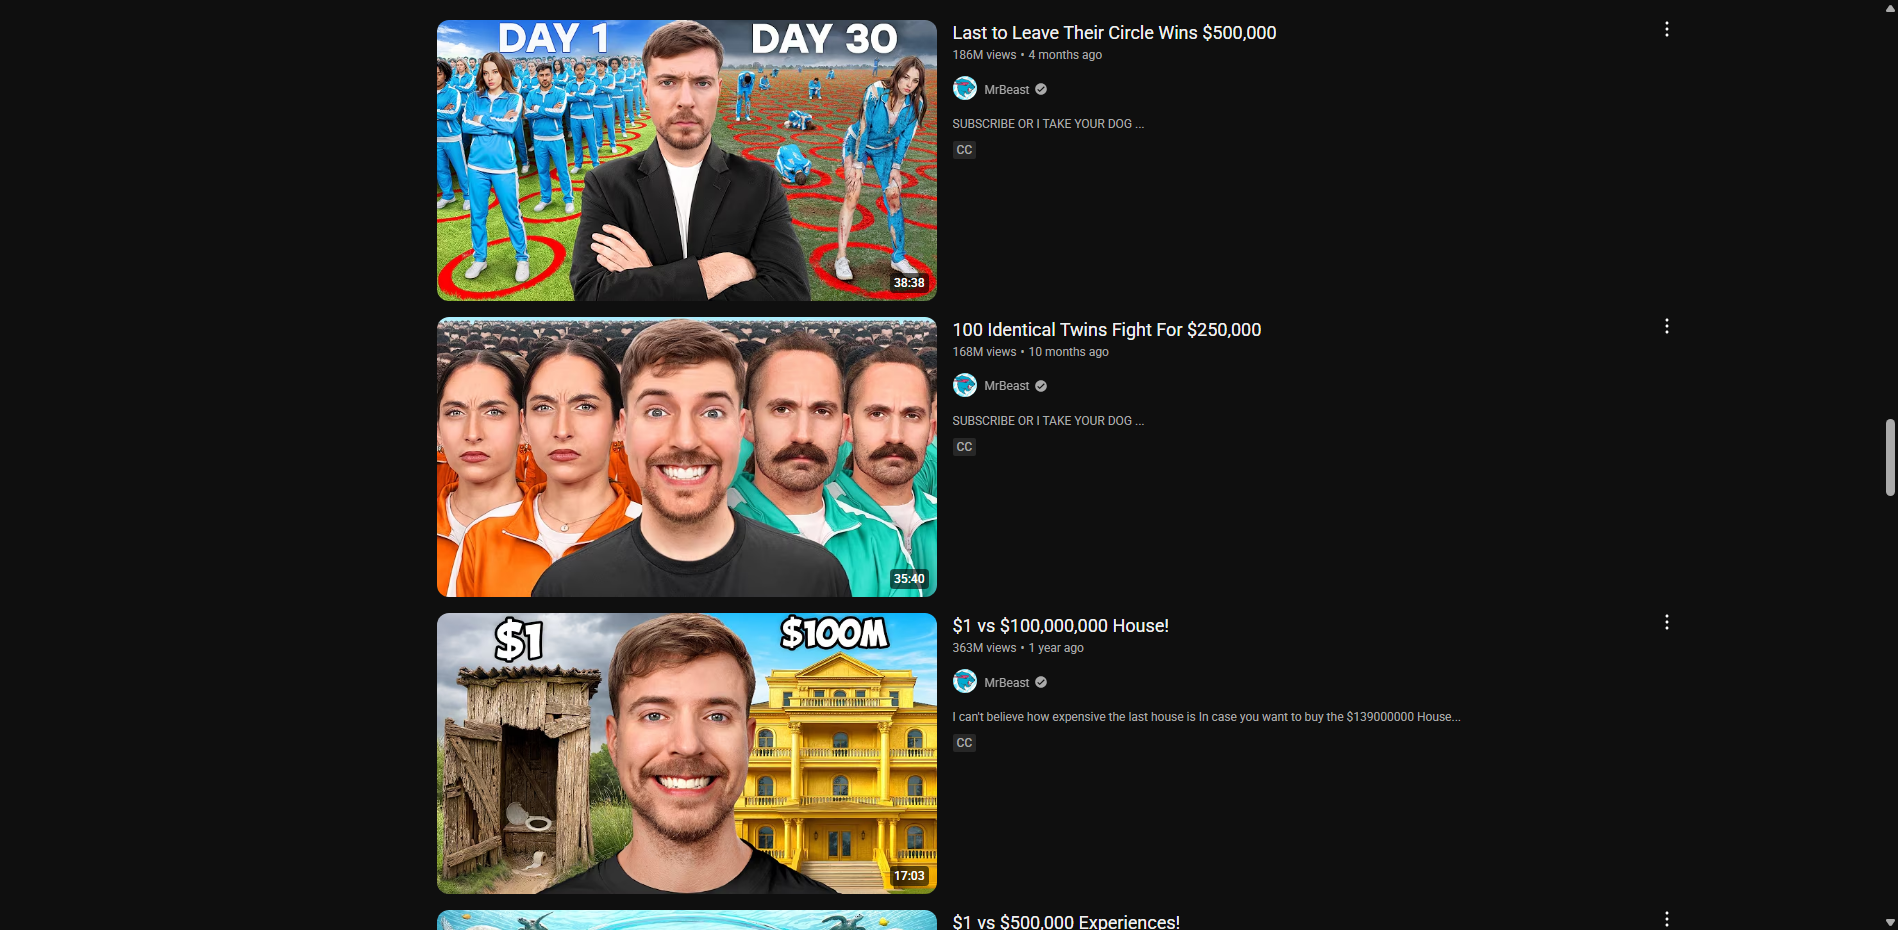 DAY 1
DAY 30
38:38
Last to Leave Their Circle Wins $500,000
186M views • 4 months ago
MrBeast
SUBSCRIBE OR I TAKE YOUR DOG ...
CC
35:40
100 Identical Twins Fight For $250,000
168M views • 10 months ago
MrBeast
SUBSCRIBE OR I TAKE YOUR DOG ...
CC
$1
$100M
17:03
$1 vs $100,000,000 House!
363M views • 1 year ago
MrBeast
I can't believe how expensive the last house is In case you want to buy the $139000000 House...
CC
$1 vs $500,000 Experiences!